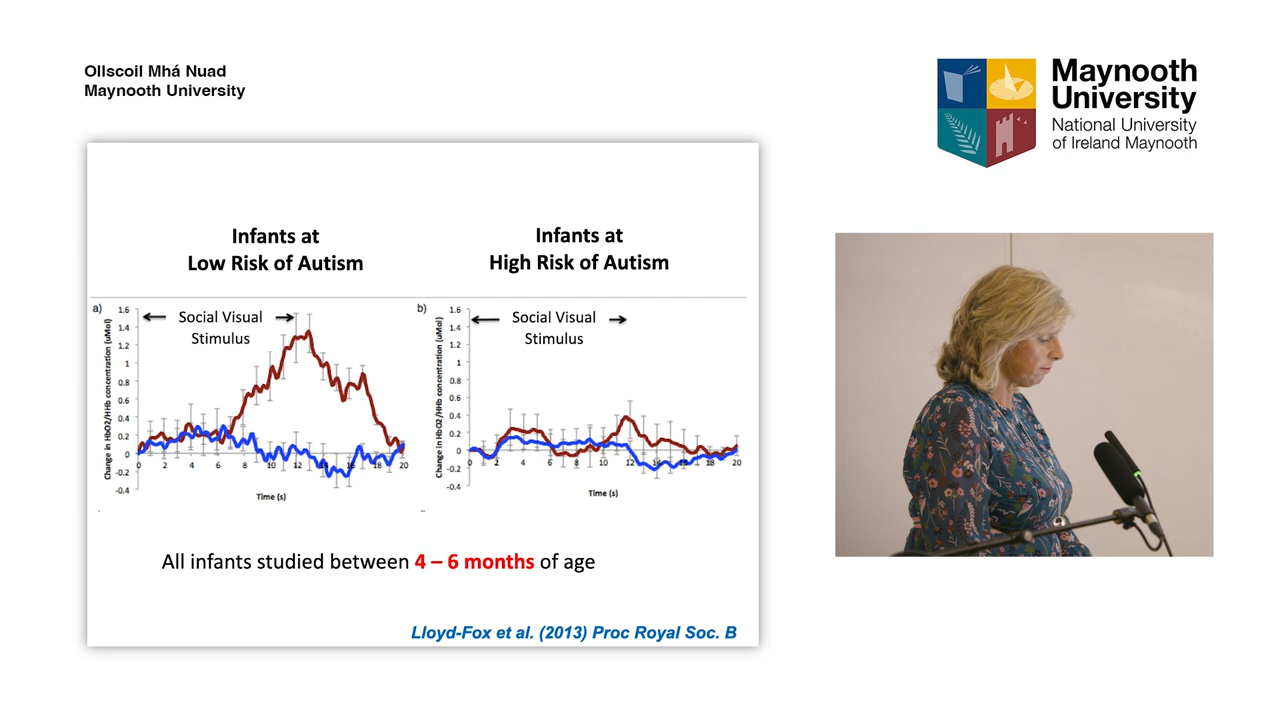 Ollscoil Mhá Nuad
Maynooth University
Maynooth
University
National University
of Ireland Maynooth
Infants at
Low Risk of Autism
Infants at
High Risk of Autism
a)
Change in HbO2/HHb concentration (uMol)
1.6
1.4
1.2
1
0.8
0.6
0.4
0.2
0
-0.2
-0.4
Social Visual
Stimulus
0 2 4 6 8 10 12 14 16 18 20
Time (s)
b)
Change in HbO2/HHb concentration (uMol)
1.6
1.4
1.2
1
0.8
0.6
0.4
0.2
0
-0.2
-0.4
Social Visual
Stimulus
0 2 4 6 8 10 12 14 16 18 20
Time (s)
All infants studied between 4 – 6 months of age
Lloyd-Fox et al. (2013) Proc Royal Soc. B